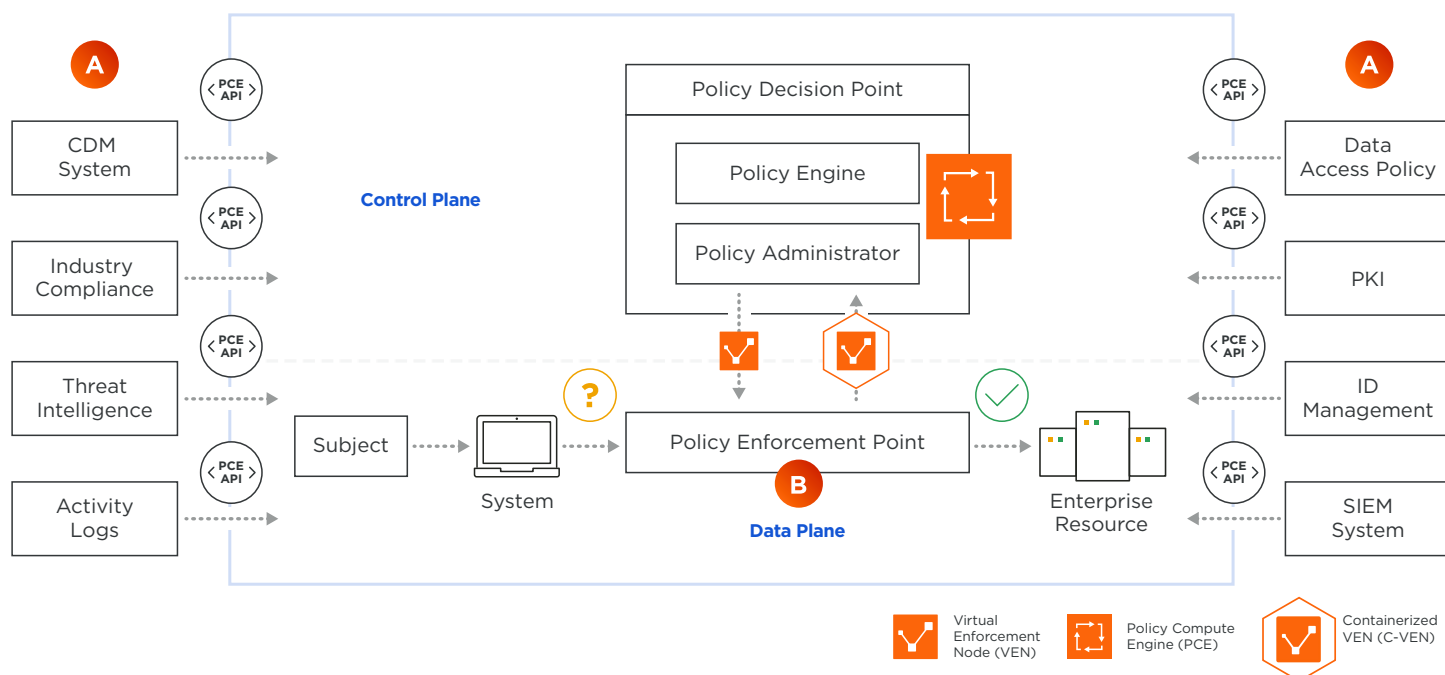 A
CDM
System
Industry
Compliance
Threat
Intelligence
Activity
Logs
< PCE >
API
< PCE >
API
< PCE >
API
< PCE >
API
Control Plane
Policy Decision Point
Policy Engine
Policy Administrator
Subject
System
?
Policy Enforcement Point
B
Data Plane
Enterprise
Resource
< PCE >
API
< PCE >
API
< PCE >
API
< PCE >
API
A
Data
Access Policy
PKI
ID
Management
SIEM
System
Virtual
Enforcement
Node (VEN)
Policy Compute
Engine (PCE)
Containerized
VEN (C-VEN)